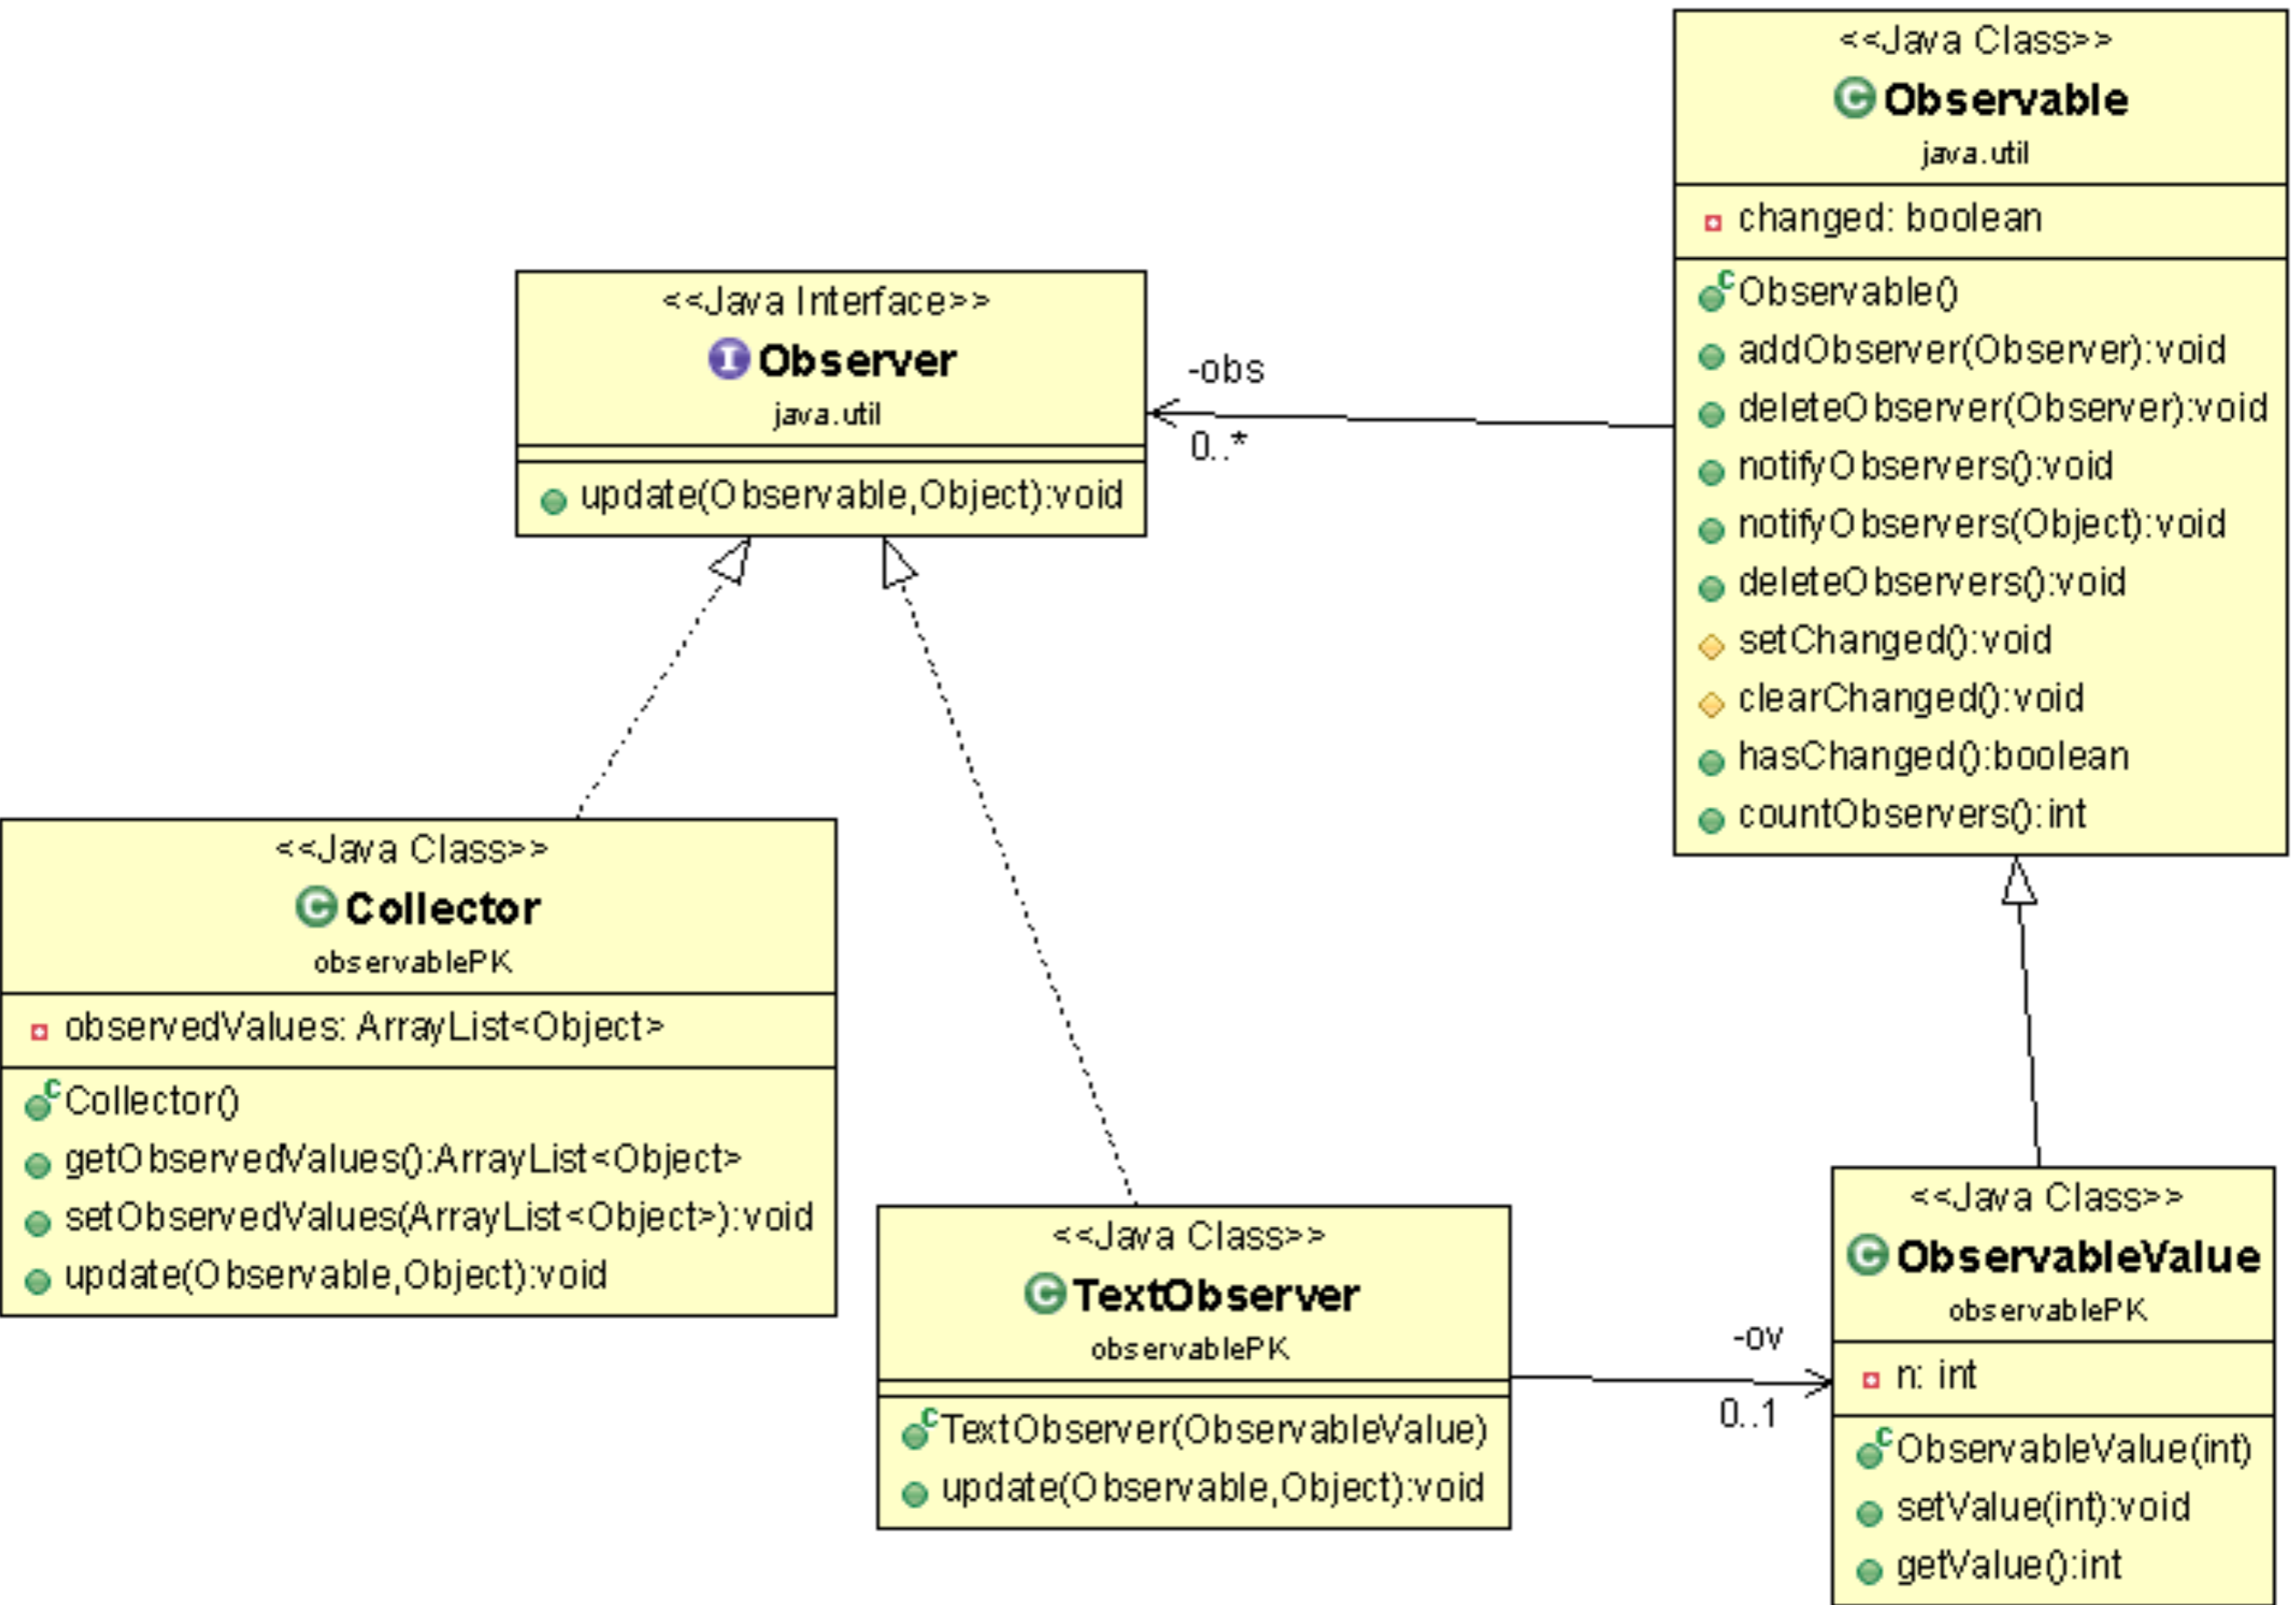 <<Java Class>>
Observable
java.util
changed: boolean
Observable()
addObserver(Observer):void
deleteObserver(Observer):void
notifyObservers():void
notifyObservers(Object):void
deleteObservers():void
setChanged():void
clearChanged():void
hasChanged():boolean
countObservers():int
<<Java Interface>>
Observer
java.util
update(Observable,Object):void
-obs
0..*
<<Java Class>>
Collector
observablePK
observedValues: ArrayList<Object>
Collector()
getObservedValues():ArrayList<Object>
setObservedValues(ArrayList<Object>):void
update(Observable,Object):void
<<Java Class>>
TextObserver
observablePK
TextObserver(ObservableValue)
update(Observable,Object):void
-ov
0..1
<<Java Class>>
ObservableValue
observablePK
n: int
ObservableValue(int)
setValue(int):void
getValue():int